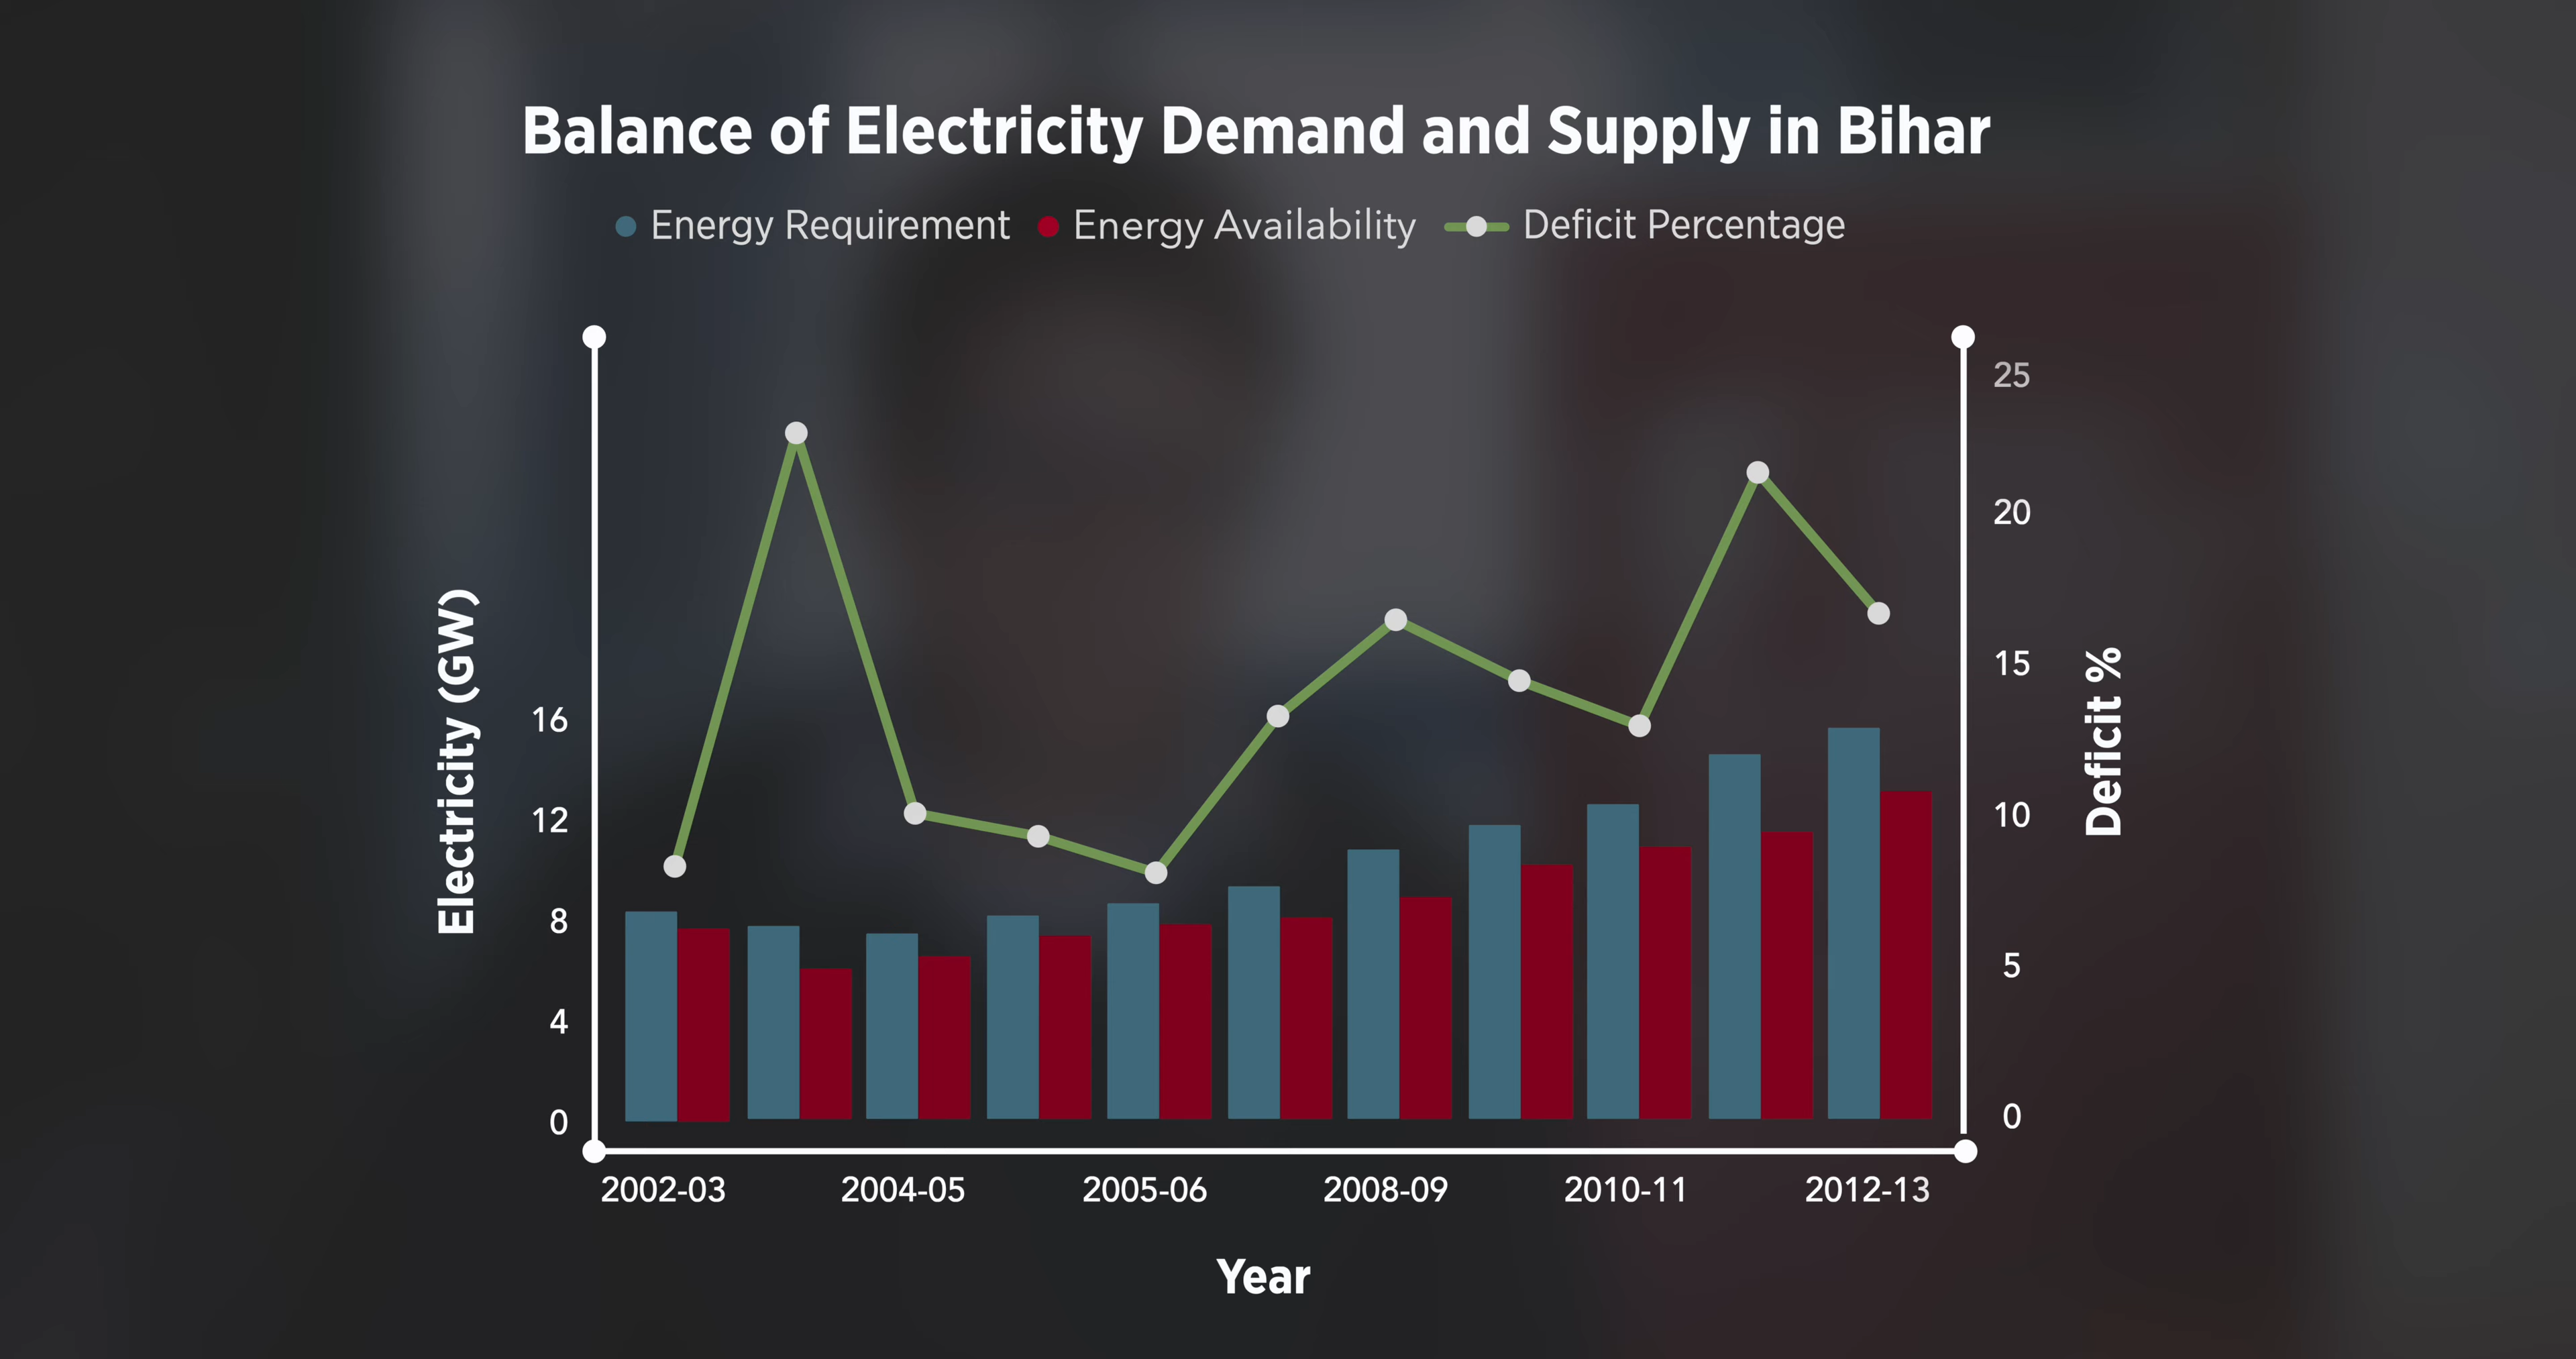 Balance of Electricity Demand and Supply in Bihar
Energy Requirement Energy Availability Deficit Percentage
Electricity (GW)
16
12
8
4
0
25
20
15
10
5
0
Deficit %
2002-03 2004-05 2005-06 2008-09 2010-11 2012-13
Year